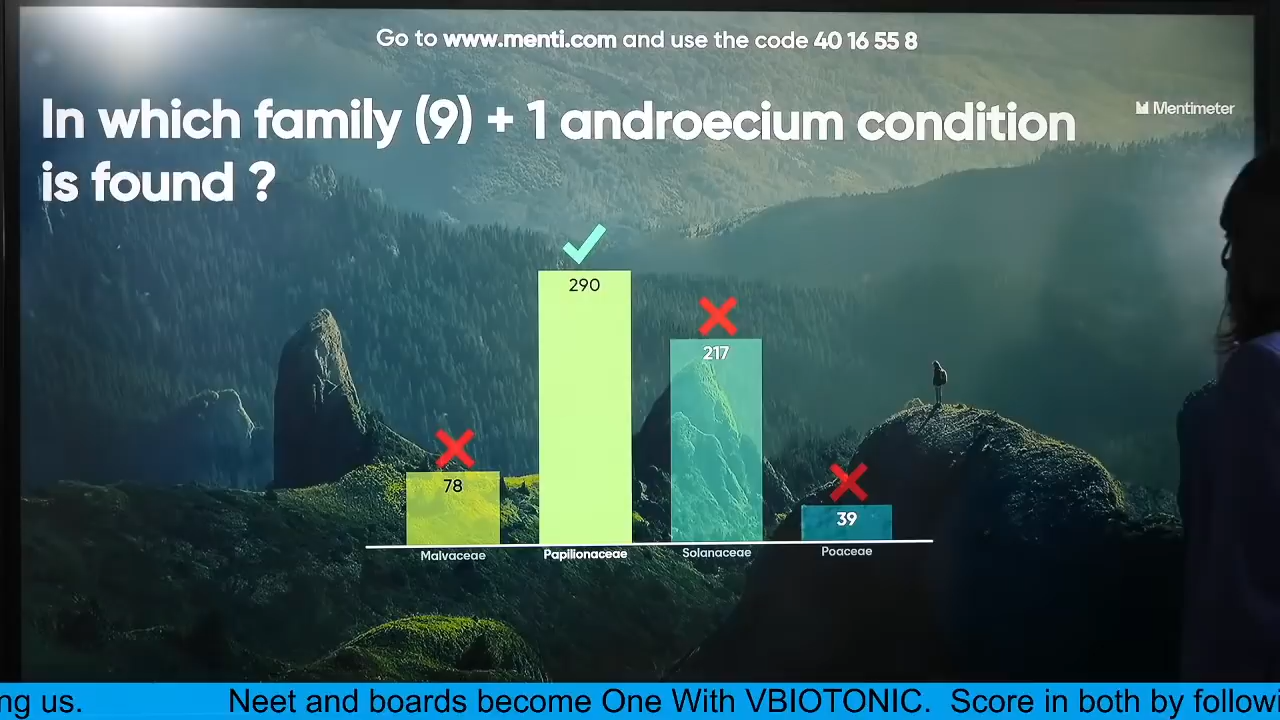 Go to www.menti.com and use the code 40 16 55 8
Mentimeter
In which family (9) + 1 androecium condition
is found ?
290
217
78
39
Malvaceae
Papilionaceae
Solanaceae
Poaceae
ng us. Neet and boards become One With VBIOTONIC. Score in both by followi